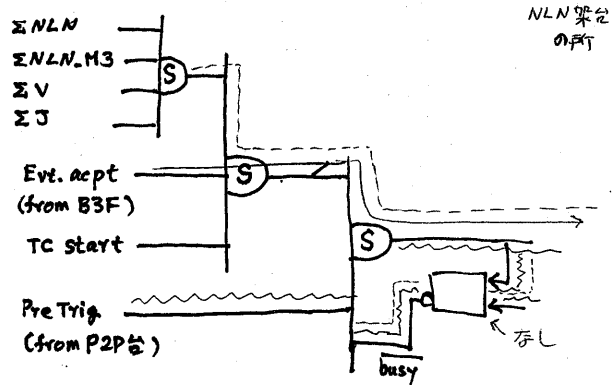 NLN架台
の所
ΣNLN
ΣNLN_M3
ΣV
ΣJ
S
Evt. acpt
(from B3F)
S
TC start
S
Pre Trig
(from P2P台)
busy
なし